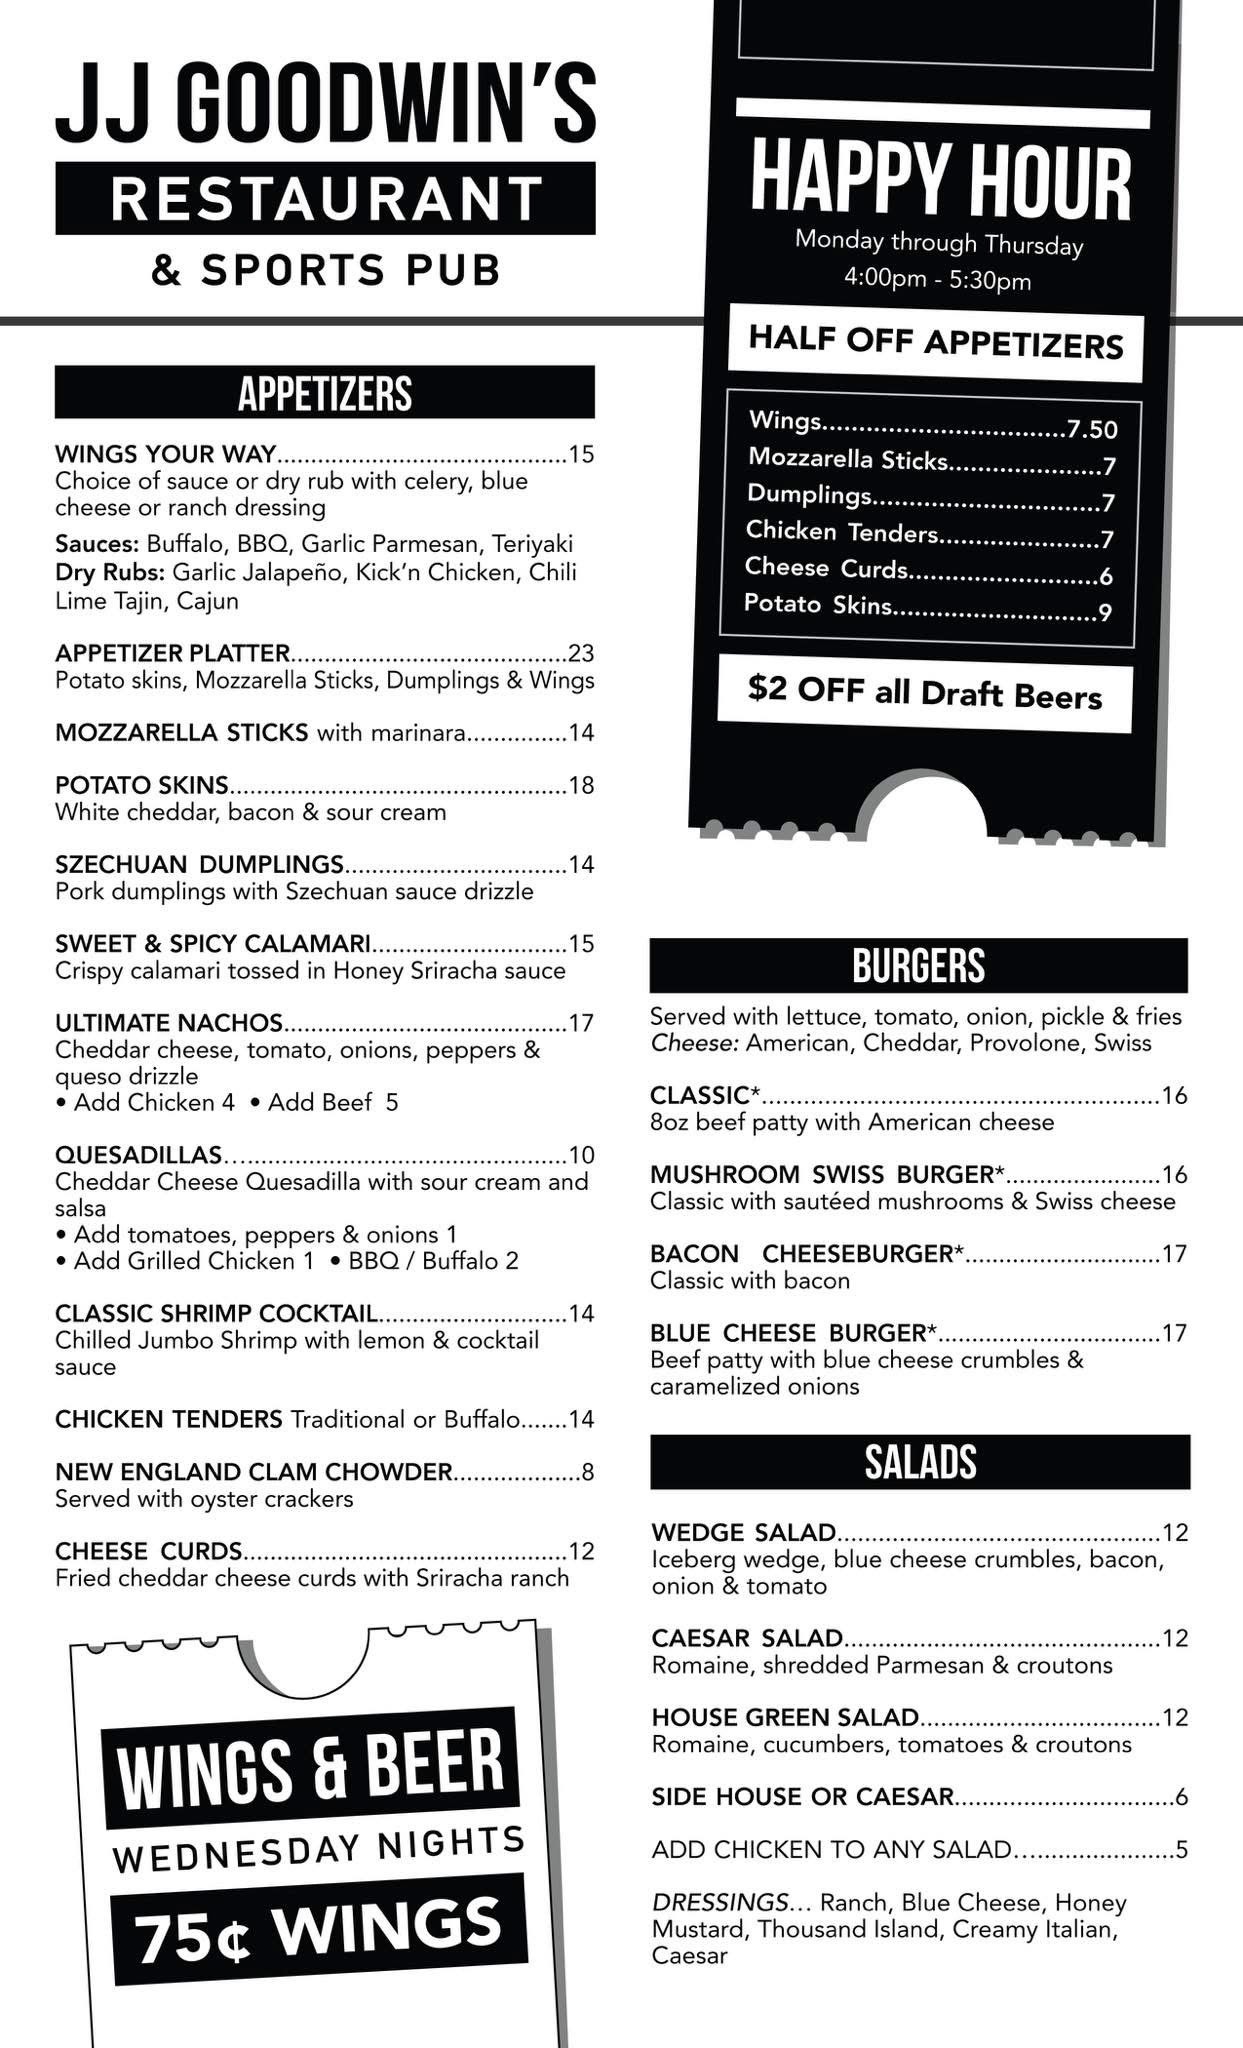 JJ GOODWIN'S
RESTAURANT
& SPORTS PUB
HAPPY HOUR
Monday through Thursday
4:00pm - 5:30pm
HALF OFF APPETIZERS
Wings.................................7.50
Mozzarella Sticks.....................7
Dumplings...............................7
Chicken Tenders......................7
Cheese Curds..........................6
Potato Skins............................9
$2 OFF all Draft Beers
APPETIZERS
WINGS YOUR WAY........................................15
Choice of sauce or dry rub with celery, blue
cheese or ranch dressing
Sauces: Buffalo, BBQ, Garlic Parmesan, Teriyaki
Dry Rubs: Garlic Jalapeño, Kick'n Chicken, Chili
Lime Tajin, Cajun
APPETIZER PLATTER......................................23
Potato skins, Mozzarella Sticks, Dumplings & Wings
MOZZARELLA STICKS with marinara..............14
POTATO SKINS..............................................18
White cheddar, bacon & sour cream
SZECHUAN DUMPLINGS...............................14
Pork dumplings with Szechuan sauce drizzle
SWEET & SPICY CALAMARI...........................15
Crispy calamari tossed in Honey Sriracha sauce
ULTIMATE NACHOS.......................................17
Cheddar cheese, tomato, onions, peppers &
queso drizzle
• Add Chicken 4 • Add Beef 5
QUESADILLAS…............................................10
Cheddar Cheese Quesadilla with sour cream and
salsa
• Add tomatoes, peppers & onions 1
• Add Grilled Chicken 1 • BBQ / Buffalo 2
CLASSIC SHRIMP COCKTAIL..........................14
Chilled Jumbo Shrimp with lemon & cocktail
sauce
CHICKEN TENDERS Traditional or Buffalo.......14
NEW ENGLAND CLAM CHOWDER..................8
Served with oyster crackers
CHEESE CURDS.............................................12
Fried cheddar cheese curds with Sriracha ranch
WINGS & BEER
WEDNESDAY NIGHTS
75¢ WINGS
BURGERS
Served with lettuce, tomato, onion, pickle & fries
Cheese: American, Cheddar, Provolone, Swiss
CLASSIC*.......................................................16
8oz beef patty with American cheese
MUSHROOM SWISS BURGER*.....................16
Classic with sautéed mushrooms & Swiss cheese
BACON CHEESEBURGER*...........................17
Classic with bacon
BLUE CHEESE BURGER*...............................17
Beef patty with blue cheese crumbles &
caramelized onions
SALADS
WEDGE SALAD.............................................12
Iceberg wedge, blue cheese crumbles, bacon,
onion & tomato
CAESAR SALAD............................................12
Romaine, shredded Parmesan & croutons
HOUSE GREEN SALAD.................................12
Romaine, cucumbers, tomatoes & croutons
SIDE HOUSE OR CAESAR..............................6
ADD CHICKEN TO ANY SALAD…...................5
DRESSINGS… Ranch, Blue Cheese, Honey
Mustard, Thousand Island, Creamy Italian,
Caesar